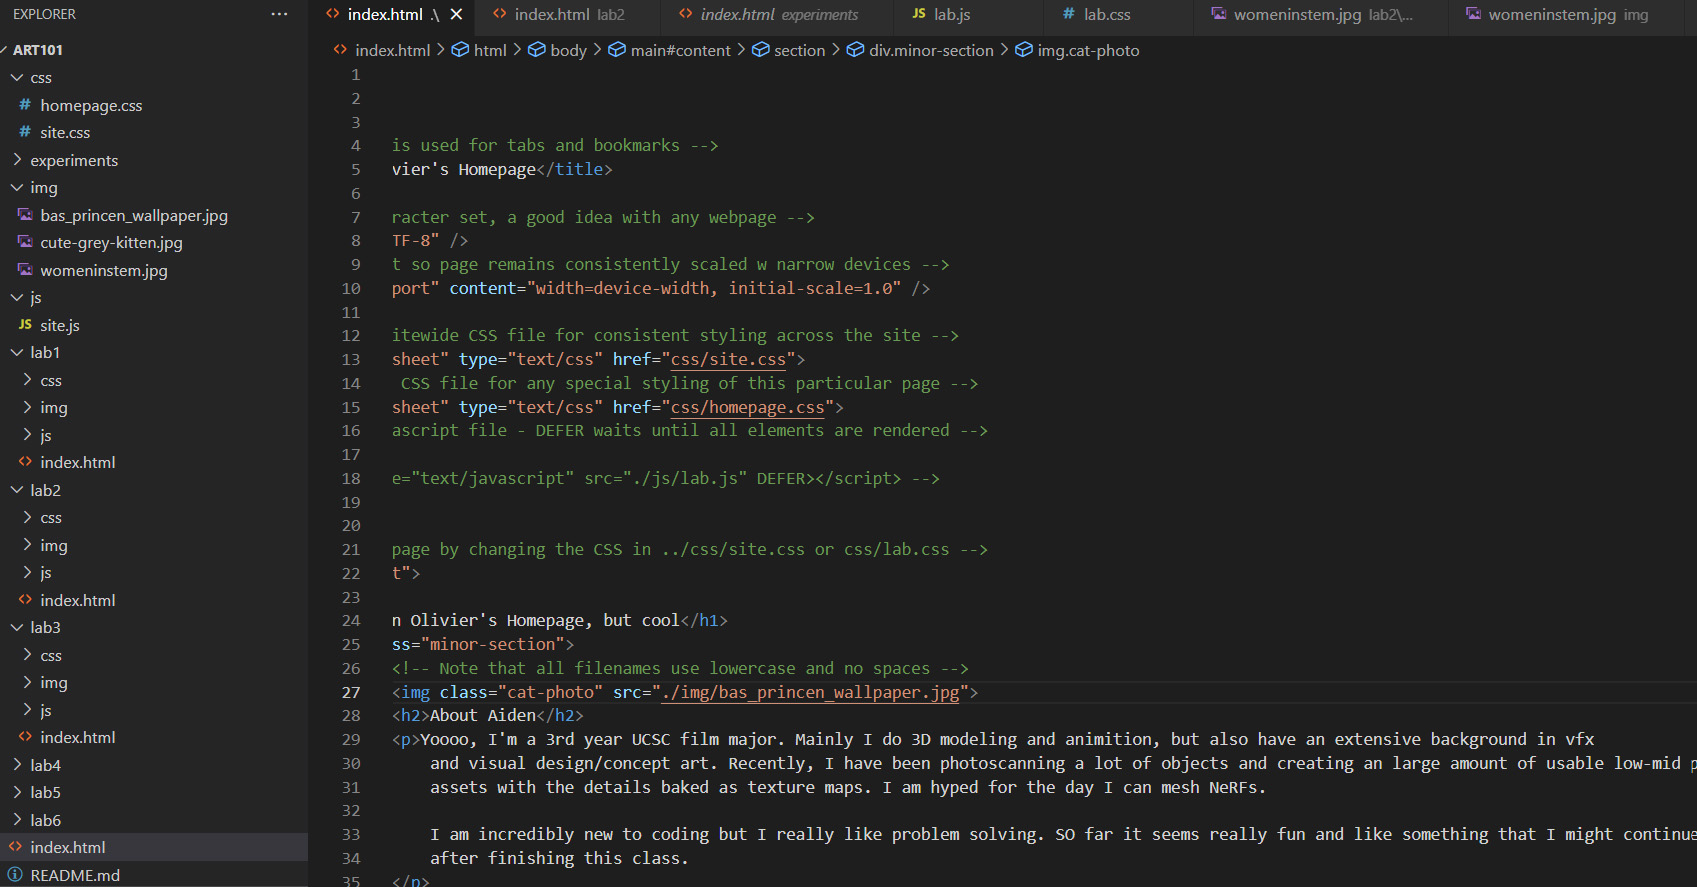 EXPLORER ...
ART101
css
homepage.css
site.css
experiments
img
bas_princen_wallpaper.jpg
cute-grey-kitten.jpg
womeninstem.jpg
js
JS site.js
lab1
css
img
js
index.html
lab2
css
img
js
index.html
lab3
css
img
js
index.html
lab4
lab5
lab6
index.html
README.md
index.html .\ index.html lab2 index.html experiments JS lab.js # lab.css womeninstem.jpg lab2\... womeninstem.jpg img
index.html > html > body > main#content > section > div.minor-section > img.cat-photo
1
2
3
4 is used for tabs and bookmarks -->
5 vier's Homepage</title>
6
7 racter set, a good idea with any webpage -->
8 TF-8" />
9 t so page remains consistently scaled w narrow devices -->
10 port" content="width=device-width, initial-scale=1.0" />
11
12 itewide CSS file for consistent styling across the site -->
13 sheet" type="text/css" href="css/site.css">
14 CSS file for any special styling of this particular page -->
15 sheet" type="text/css" href="css/homepage.css">
16 ascript file - DEFER waits until all elements are rendered -->
17
18 e="text/javascript" src="./js/lab.js" DEFER></script> -->
19
20
21 page by changing the CSS in ../css/site.css or css/lab.css -->
22 t">
23
24 n Olivier's Homepage, but cool</h1>
25 ss="minor-section">
26 <!-- Note that all filenames use lowercase and no spaces -->
27 <img class="cat-photo" src="./img/bas_princen_wallpaper.jpg">
28 <h2>About Aiden</h2>
29 <p>Yoooo, I'm a 3rd year UCSC film major. Mainly I do 3D modeling and animition, but also have an extensive background in vfx
30 and visual design/concept art. Recently, I have been photoscanning a lot of objects and creating an large amount of usable low-mid p
31 assets with the details baked as texture maps. I am hyped for the day I can mesh NeRFs.
32
33 I am incredibly new to coding but I really like problem solving. SO far it seems really fun and like something that I might continue
34 after finishing this class.
35 </p>